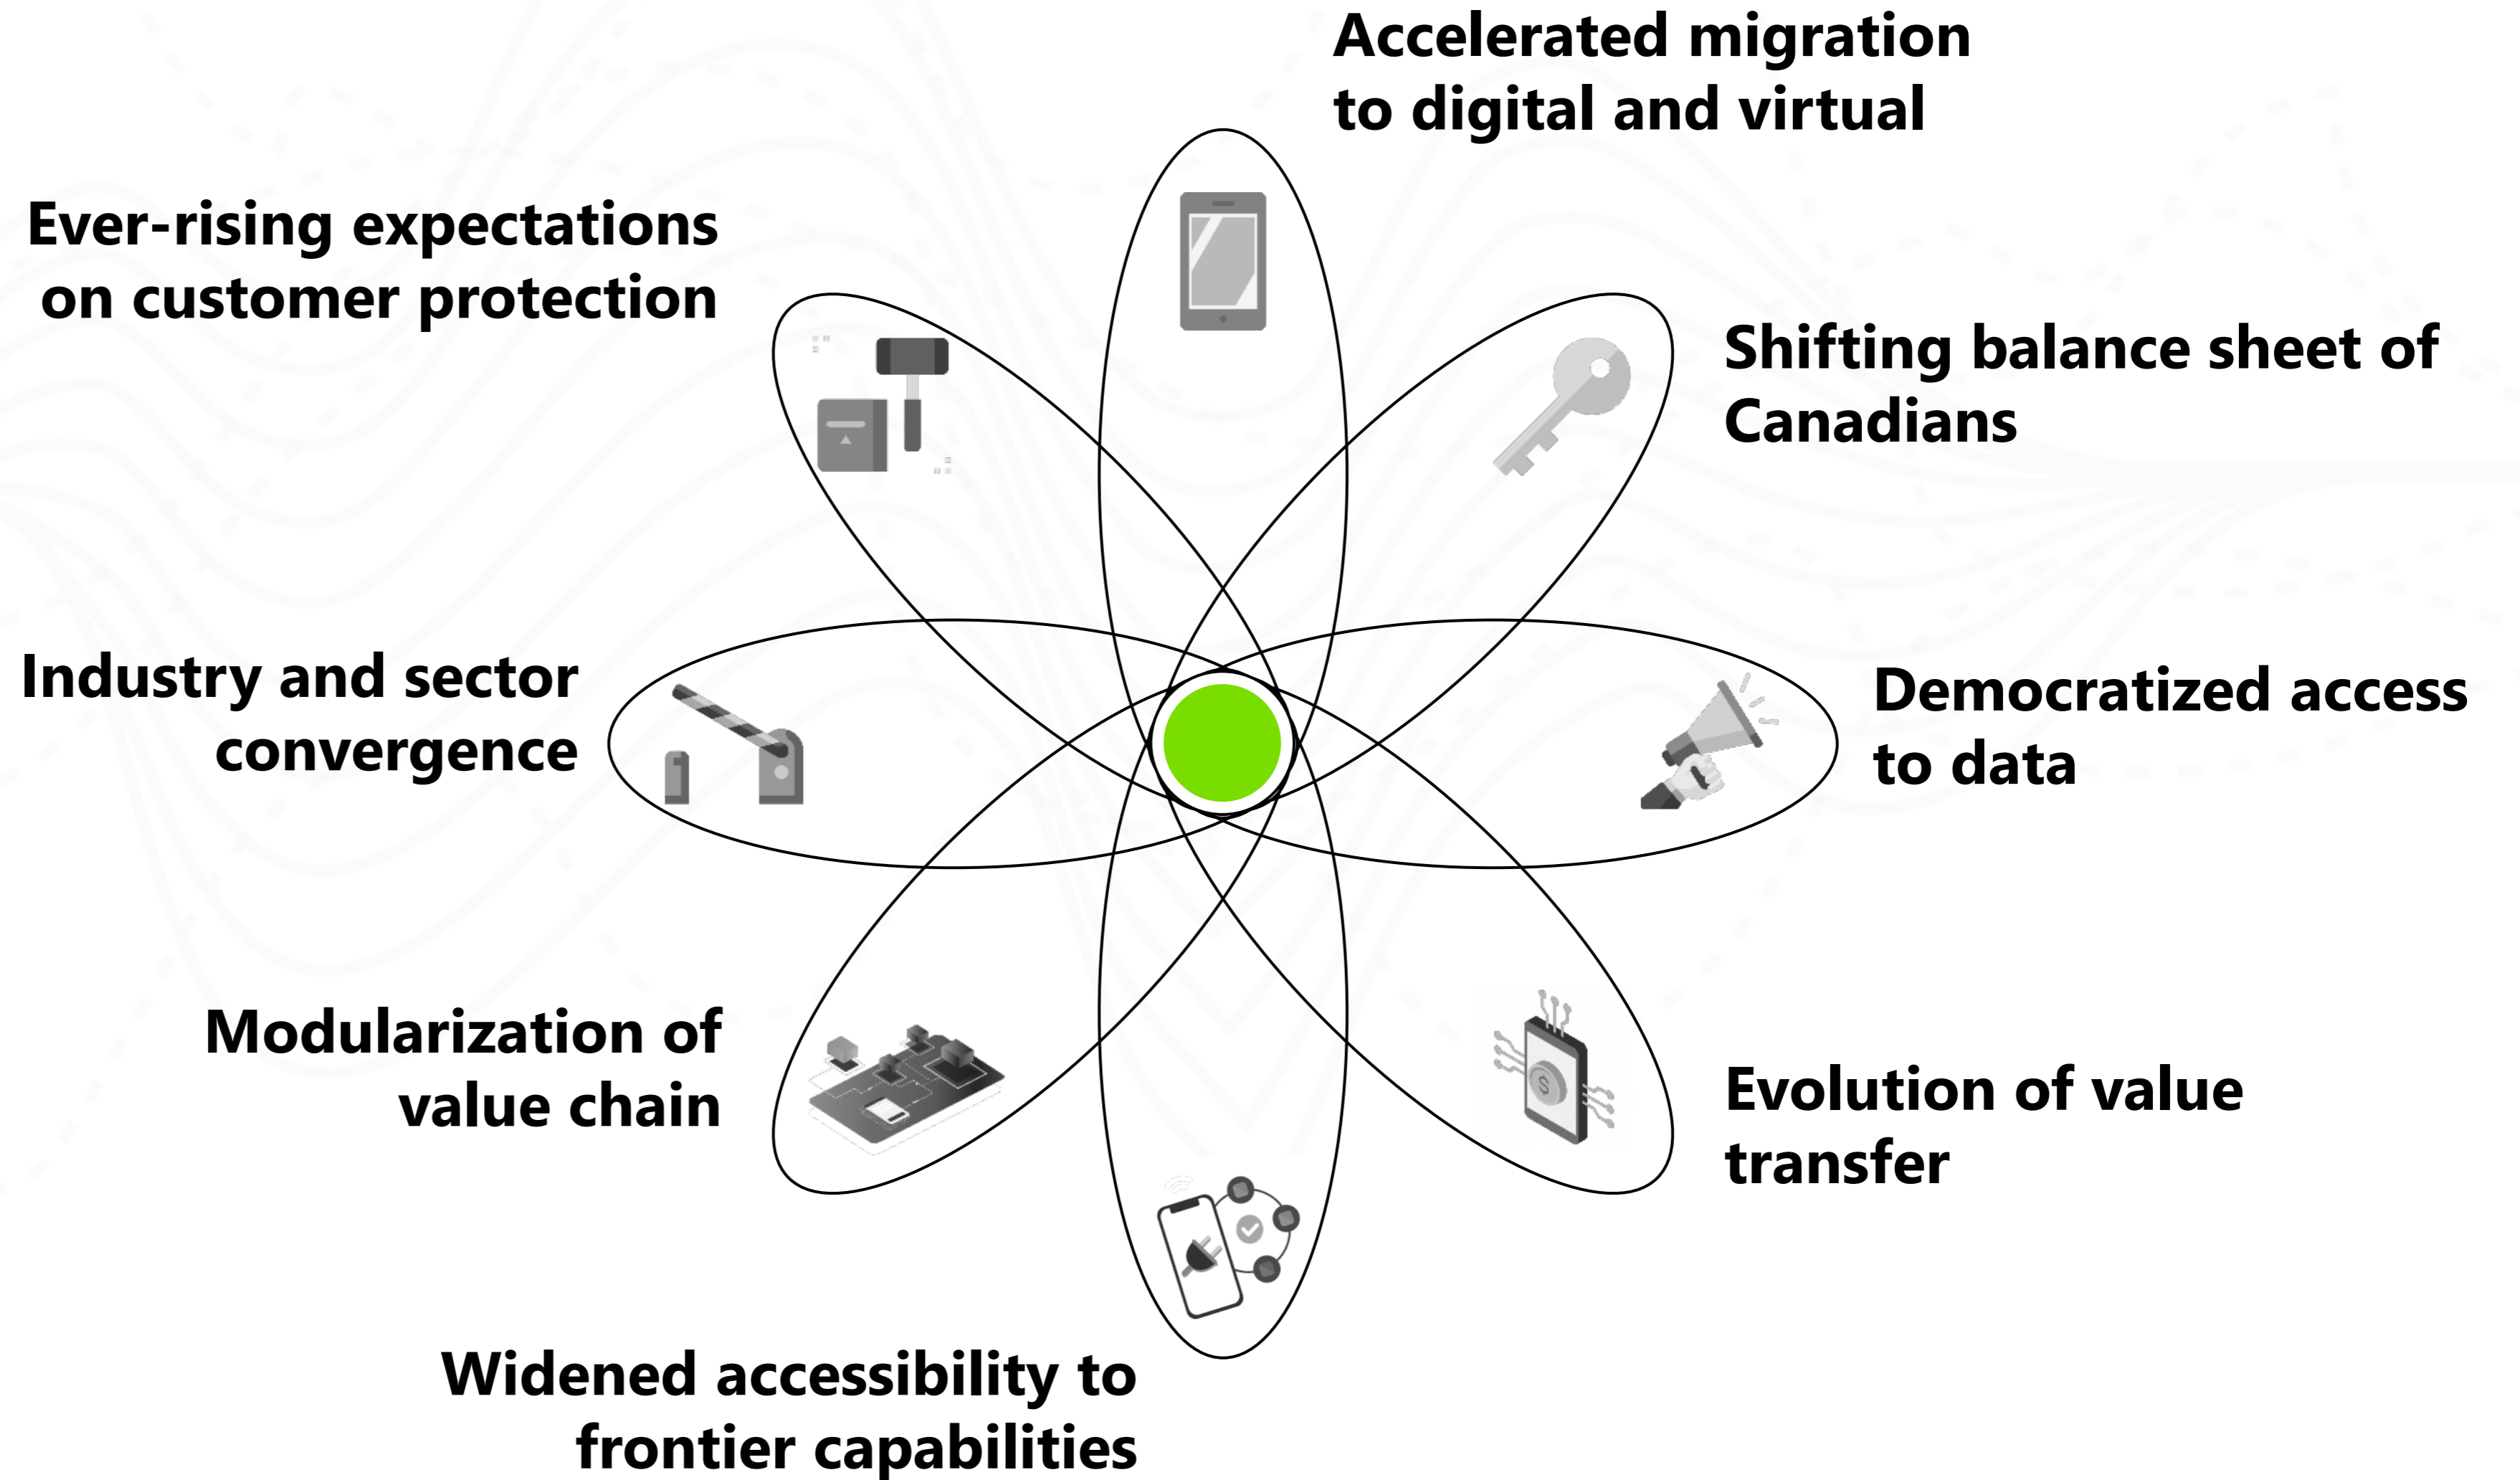 Accelerated migration
to digital and virtual
Ever-rising expectations
on customer protection
Shifting balance sheet of
Canadians
Industry and sector
convergence
Democratized access
to data
Modularization of
value chain
Evolution of value
transfer
Widened accessibility to
frontier capabilities
$